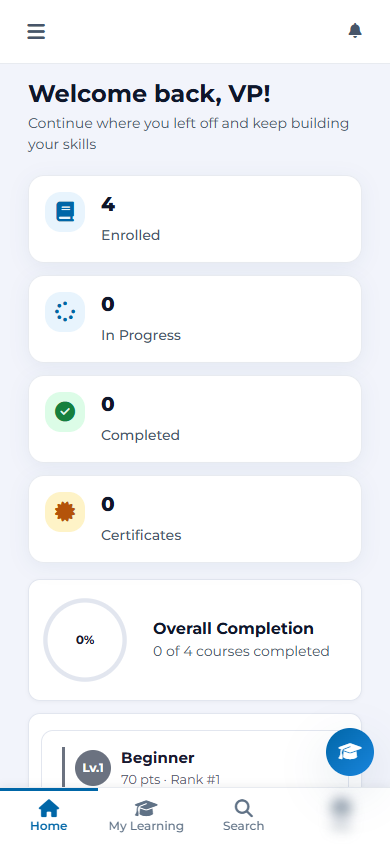 Welcome back, VP!
Continue where you left off and keep building
your skills
4
Enrolled
0
In Progress
0
Completed
0
Certificates
0%
Overall Completion
0 of 4 courses completed
Lv.1
Beginner
70 pts · Rank #1
Home
My Learning
Search